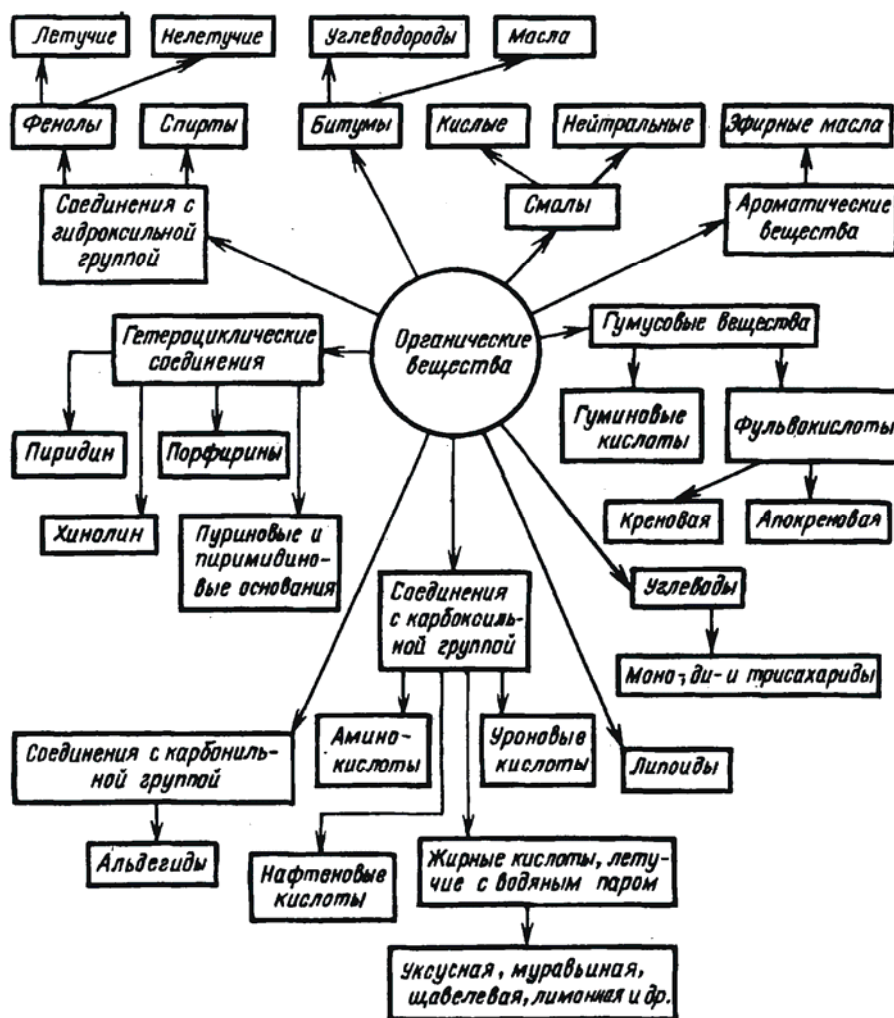 Летучие
Нелетучие
Углеводороды
Масла
Фенолы
Спирты
Битумы
Кислые
Нейтральные
Эфирные масла
Соединения с
гидроксильной
группой
Смолы
Ароматические
вещества
Гетероциклические
соединения
Органические
вещества
Гумусовые вещества
Гуминовые
кислоты
Фульвокислоты
Пиридин
Порфирины
Креновая
Апокреновая
Хинолин
Пуриновые и
пиримидино-
вые основания
Соединения
с карбоксиль-
ной группой
Углеводы
Моно-, ди- и трисахариды
Соединения с карбониль-
ной группой
Амино-
кислоты
Уроновые
кислоты
Липоиды
Альдегиды
Нафтеновые
кислоты
Жирные кислоты, лету-
чие с водяным паром
Уксусная, муравьиная,
щавелевая, лимонная и др.